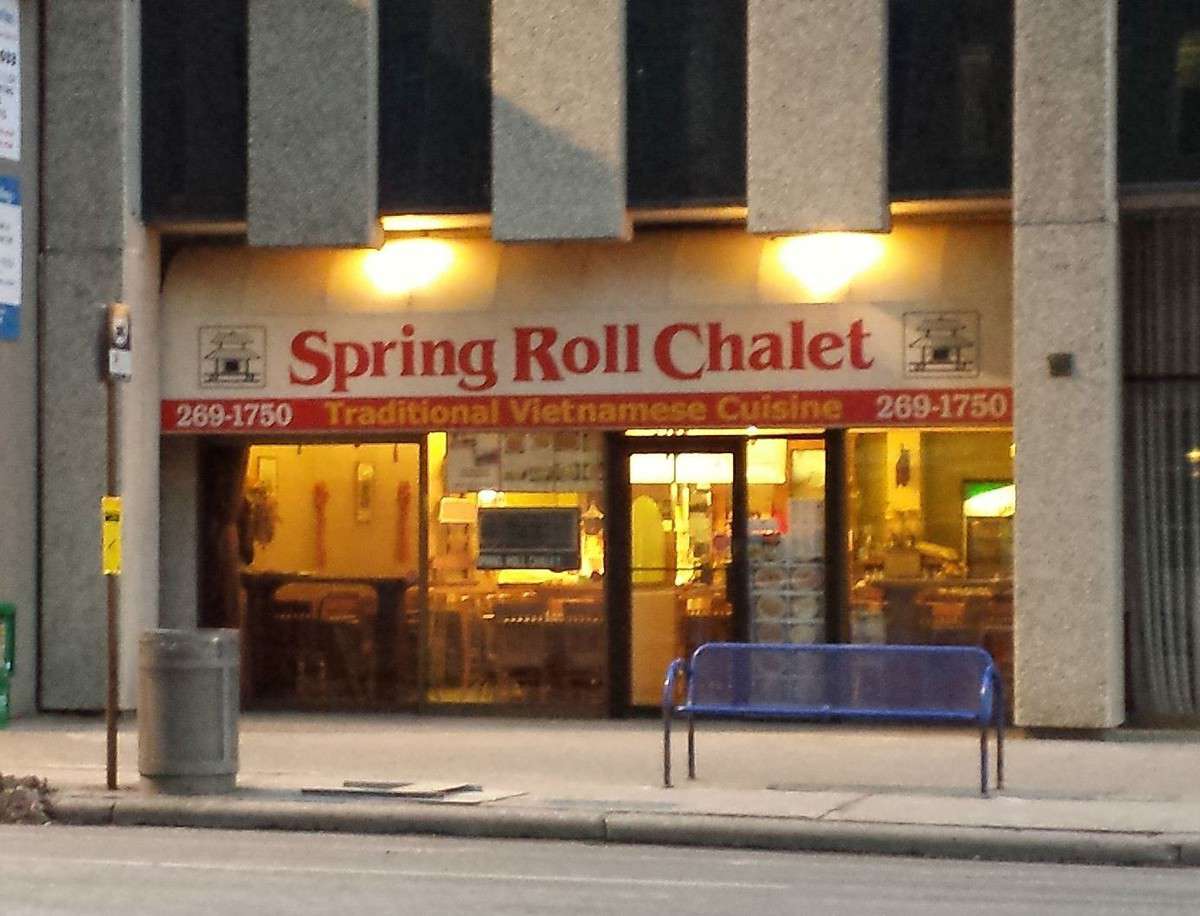 Spring Roll Chalet
269-1750 Traditional Vietnamese Cuisine 269-1750